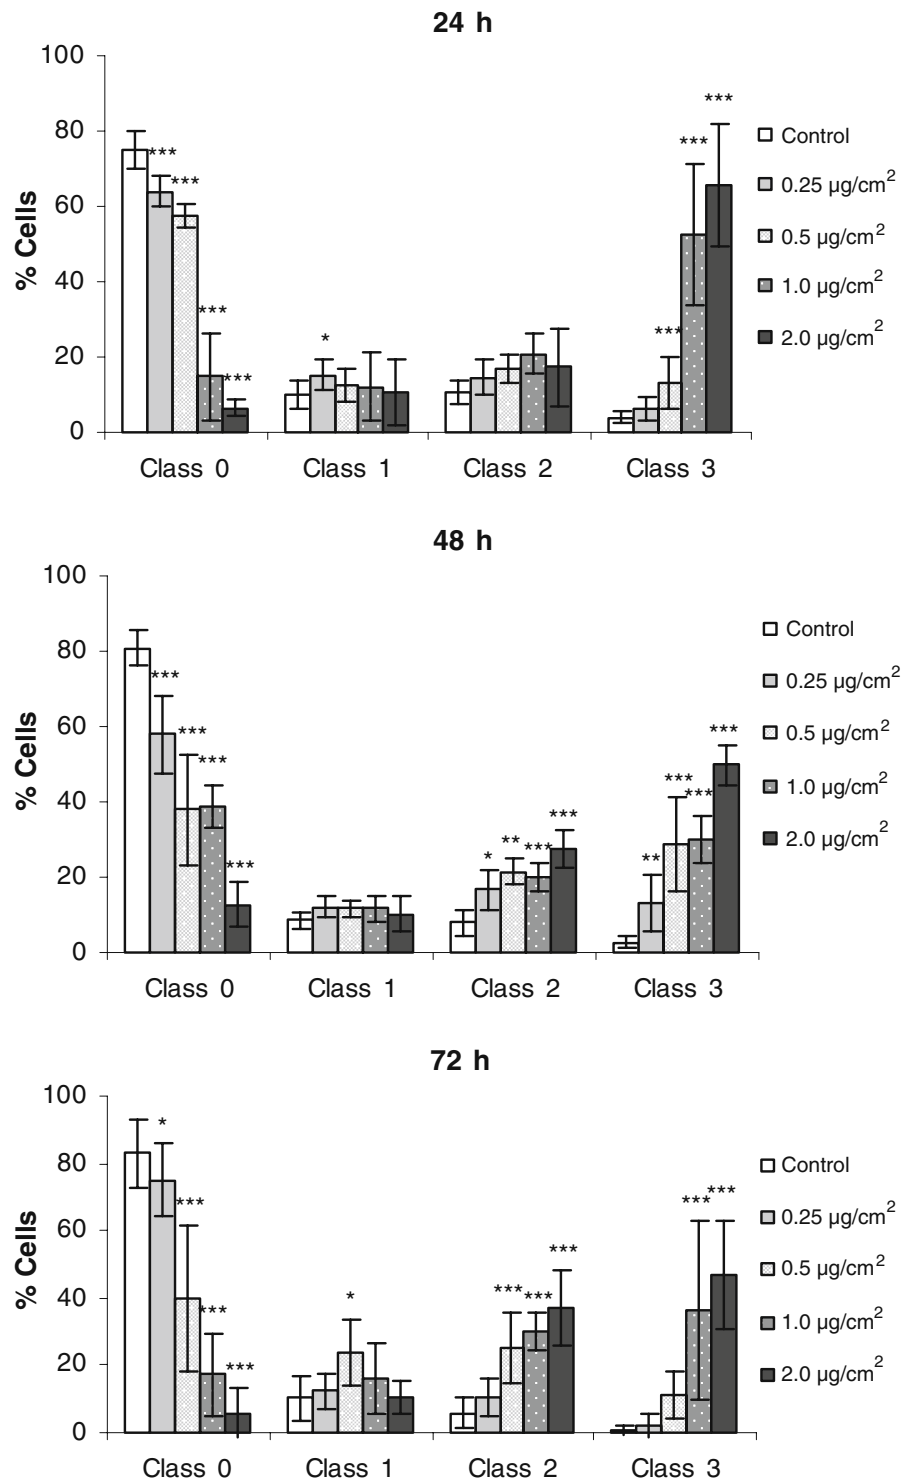 24 h
100
80
60
40
20
0
% Cells
***
***
***
***
*
***
***
***
Class 0
Class 1
Class 2
Class 3
Control
0.25 µg/cm²
0.5 µg/cm²
1.0 µg/cm²
2.0 µg/cm²
48 h
100
80
60
40
20
0
% Cells
***
***
***
***
*
**
***
***
**
***
***
***
Class 0
Class 1
Class 2
Class 3
Control
0.25 µg/cm²
0.5 µg/cm²
1.0 µg/cm²
2.0 µg/cm²
72 h
100
80
60
40
20
0
% Cells
*
***
***
***
*
***
***
***
***
***
Class 0
Class 1
Class 2
Class 3
Control
0.25 µg/cm²
0.5 µg/cm²
1.0 µg/cm²
2.0 µg/cm²